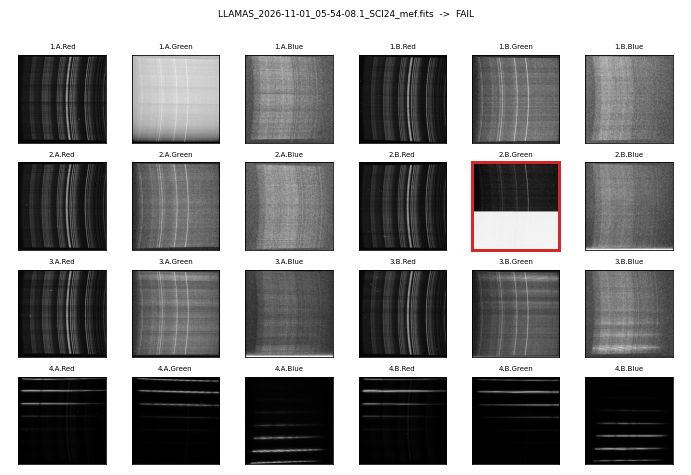 LLAMAS_2026-11-01_05-54-08.1_SCI24_mef.fits -> FAIL
1.A.Red 1.A.Green 1.A.Blue 1.B.Red 1.B.Green 1.B.Blue
2.A.Red 2.A.Green 2.A.Blue 2.B.Red 2.B.Green 2.B.Blue
3.A.Red 3.A.Green 3.A.Blue 3.B.Red 3.B.Green 3.B.Blue
4.A.Red 4.A.Green 4.A.Blue 4.B.Red 4.B.Green 4.B.Blue